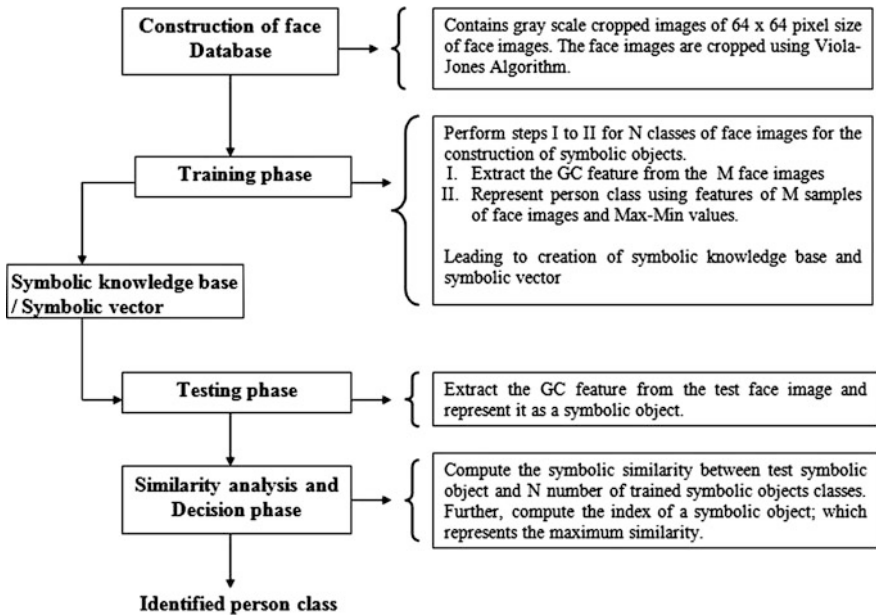 Construction of face
Database
Contains gray scale cropped images of 64 x 64 pixel size
of face images. The face images are cropped using Viola-
Jones Algorithm.
Training phase
Perform steps I to II for N classes of face images for the
construction of symbolic objects.
I. Extract the GC feature from the M face images
II. Represent person class using features of M samples
of face images and Max-Min values.
Leading to creation of symbolic knowledge base and
symbolic vector
Symbolic knowledge base
/ Symbolic vector
Testing phase
Extract the GC feature from the test face image and
represent it as a symbolic object.
Similarity analysis and
Decision phase
Compute the symbolic similarity between test symbolic
object and N number of trained symbolic objects classes.
Further, compute the index of a symbolic object; which
represents the maximum similarity.
Identified person class